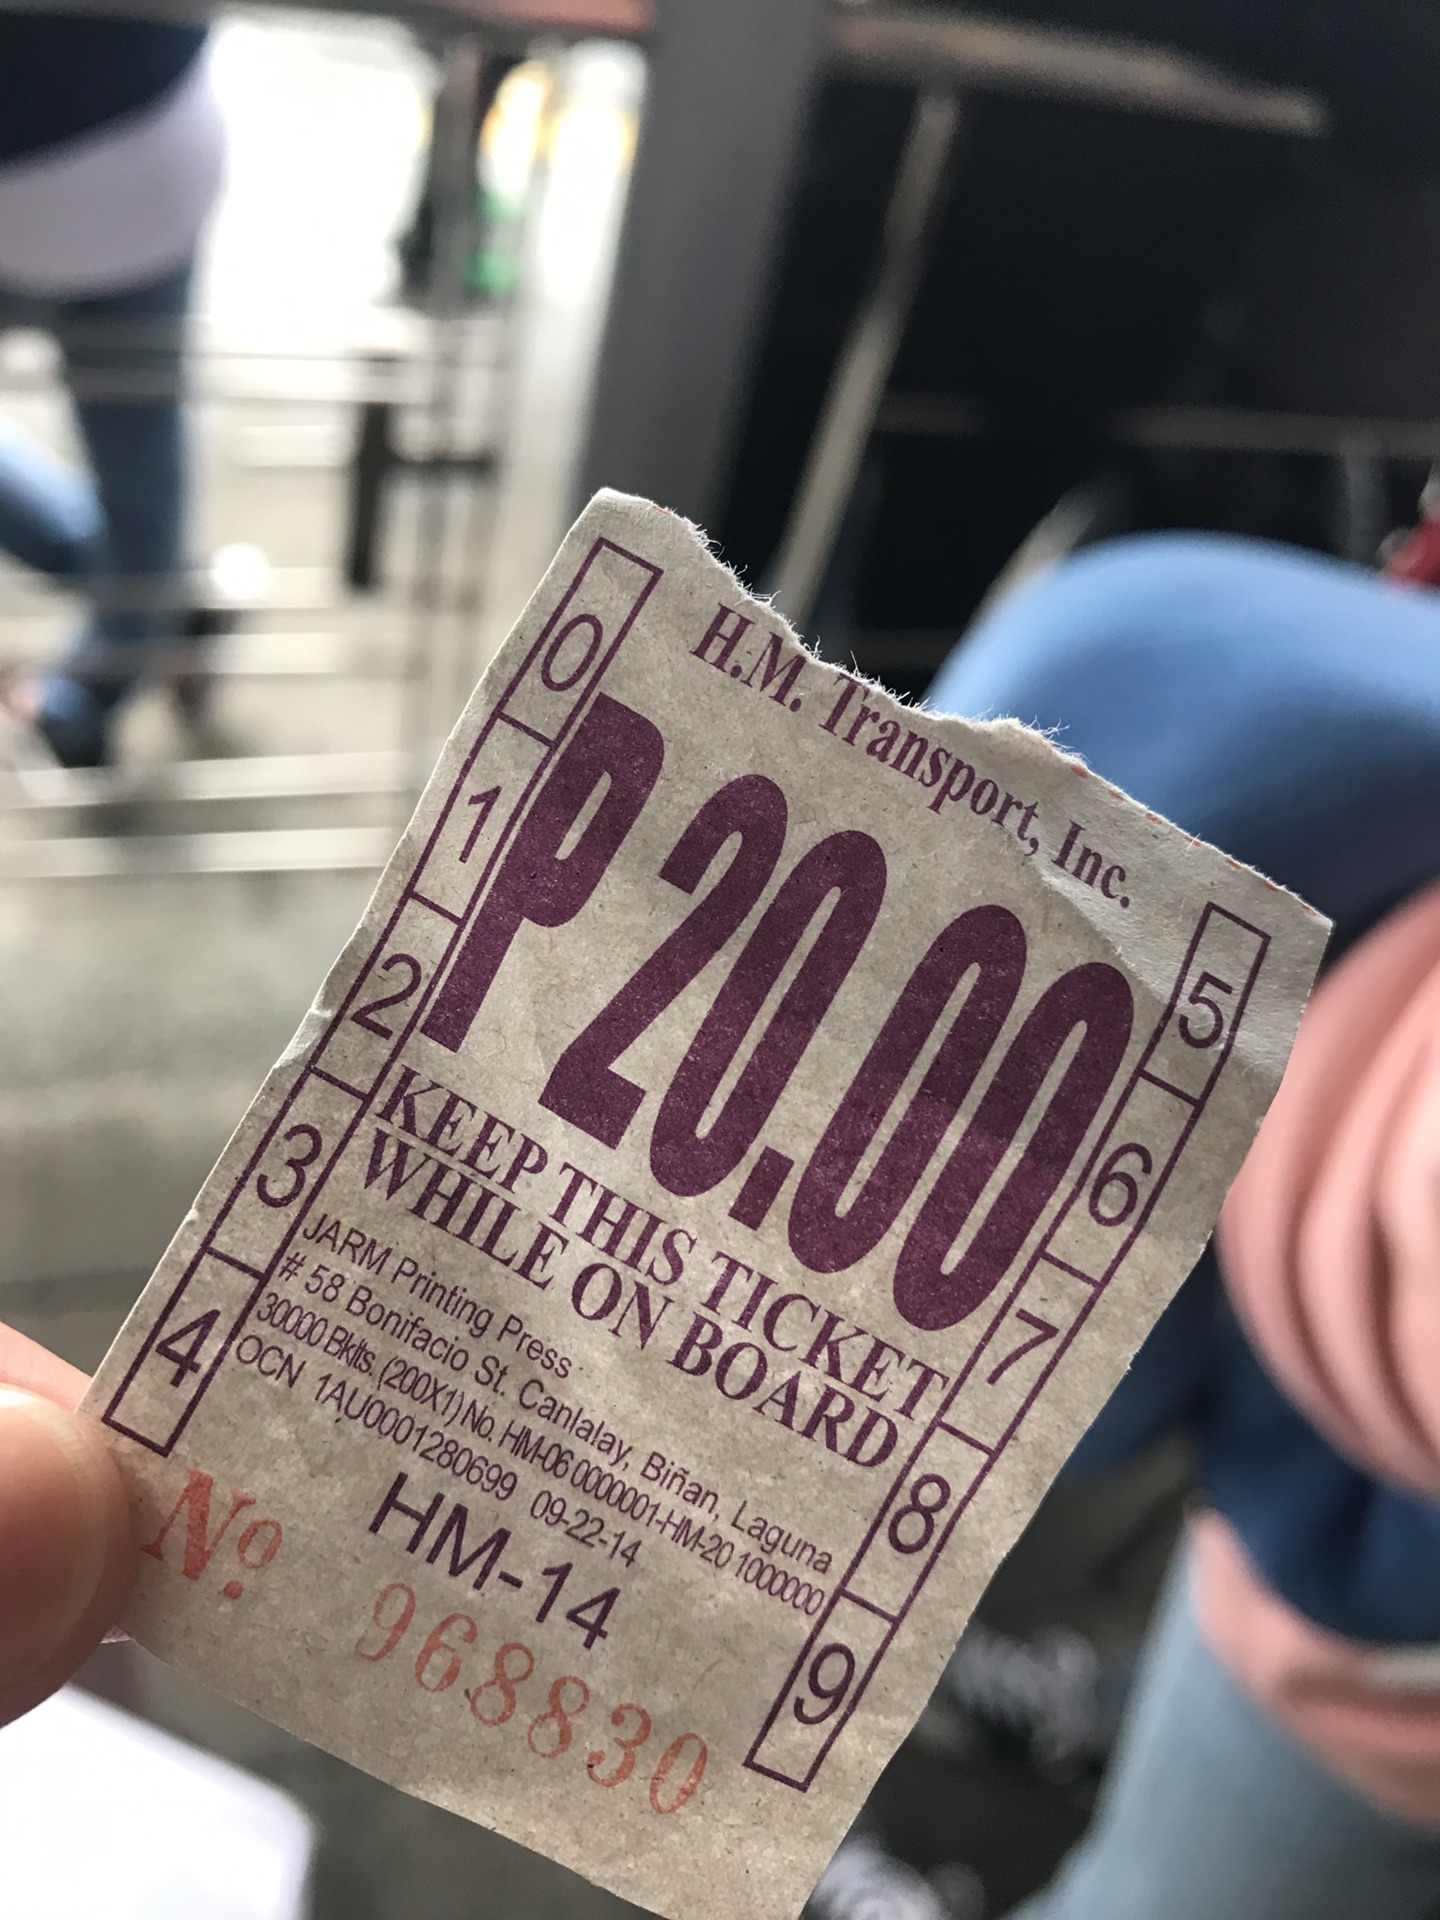 H.M. Transport, Inc.
P 20.00
KEEP THIS TICKET
WHILE ON BOARD
JARM Printing Press
# 58 Bonifacio St. Canlalay, Biñan, Laguna
30000 Bklts. (200X1) No. HM-06 0000001-HM-20 1000000
OCN 1AU0001280699 09-22-14
HM-14
Nº 968830
0
1
2
3
4
5
6
7
8
9